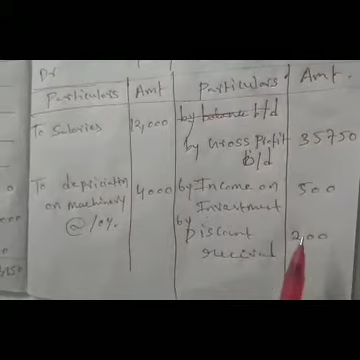 Dr
Particulars Amt Particulars Amt.
To Salaries 12,000 by balance b/d
by Gross Profit 35750
b/d
To depriciation 4000 by Income on 500
on machinery Investment
@10%. by
Discount 200
received